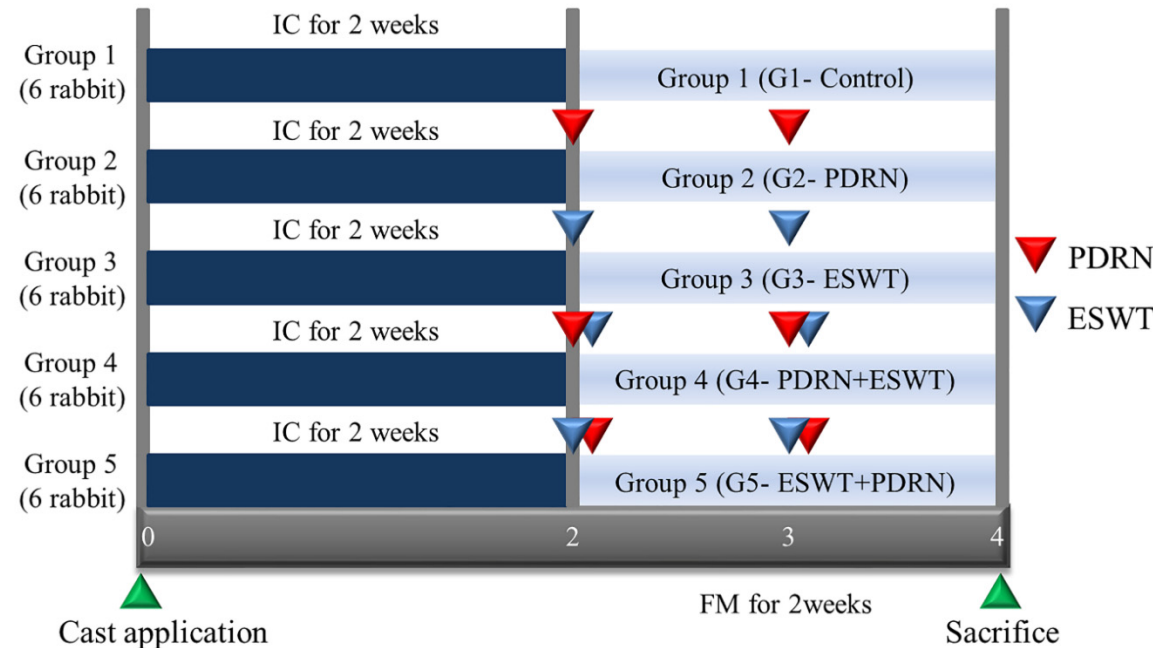 IC for 2 weeks
Group 1
(6 rabbit)
Group 1 (G1- Control)
IC for 2 weeks
Group 2
(6 rabbit)
Group 2 (G2- PDRN)
IC for 2 weeks
Group 3
(6 rabbit)
Group 3 (G3- ESWT)
IC for 2 weeks
Group 4
(6 rabbit)
Group 4 (G4- PDRN+ESWT)
IC for 2 weeks
Group 5
(6 rabbit)
Group 5 (G5- ESWT+PDRN)
PDRN
ESWT
0 2 3 4
FM for 2weeks
Cast application
Sacrifice